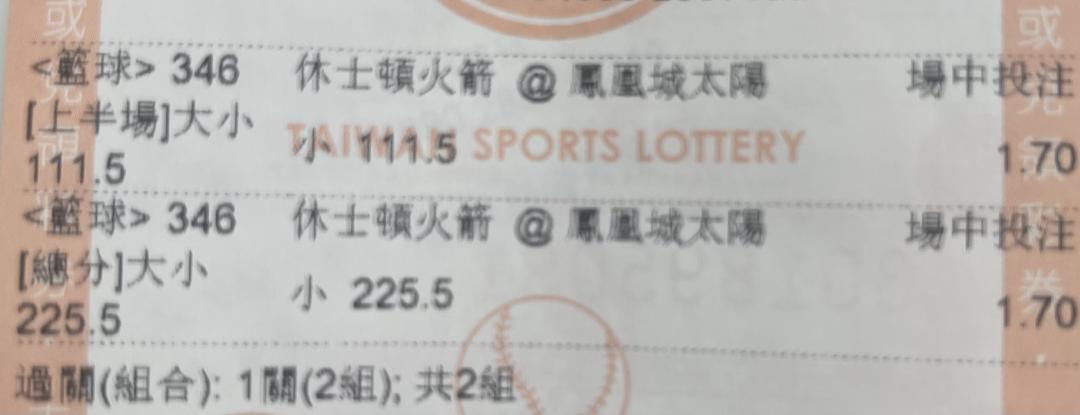 <籃球> 346 休士頓火箭 @ 鳳凰城太陽 場中投注
[上半場]大小
111.5 小 111.5 1.70
TAIWAN SPORTS LOTTERY
<籃球> 346 休士頓火箭 @ 鳳凰城太陽 場中投注
[總分]大小
225.5 小 225.5 1.70
過關(組合): 1關(2組); 共2組